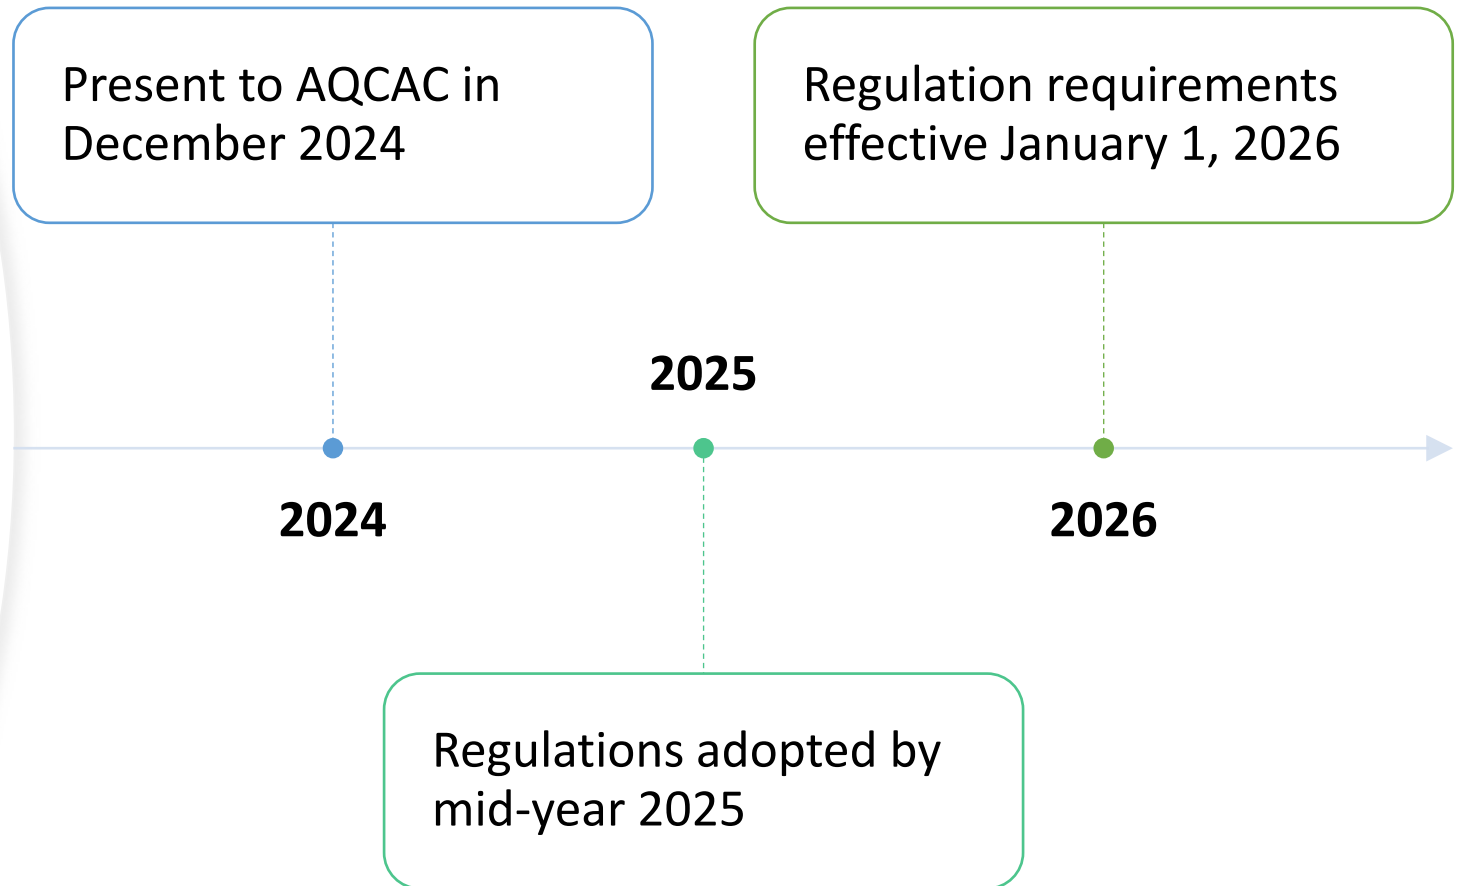 Present to AQCAC in
December 2024
Regulation requirements
effective January 1, 2026
2025
2024
2026
Regulations adopted by
mid-year 2025